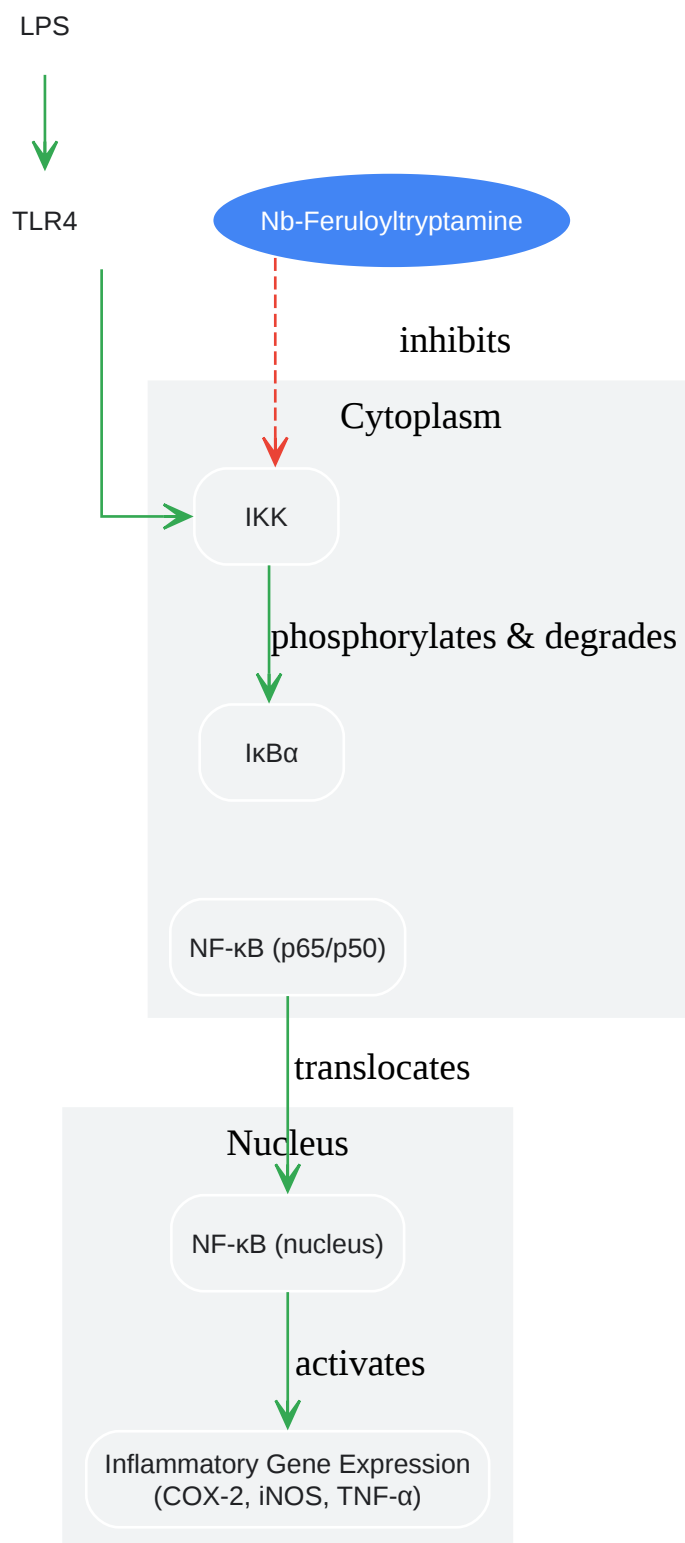 LPS
TLR4
Nb-Feruloyltryptamine
inhibits
Cytoplasm
IKK
phosphorylates & degrades
IκBα
NF-κB (p65/p50)
translocates
Nucleus
NF-κB (nucleus)
activates
Inflammatory Gene Expression
(COX-2, iNOS, TNF-α)